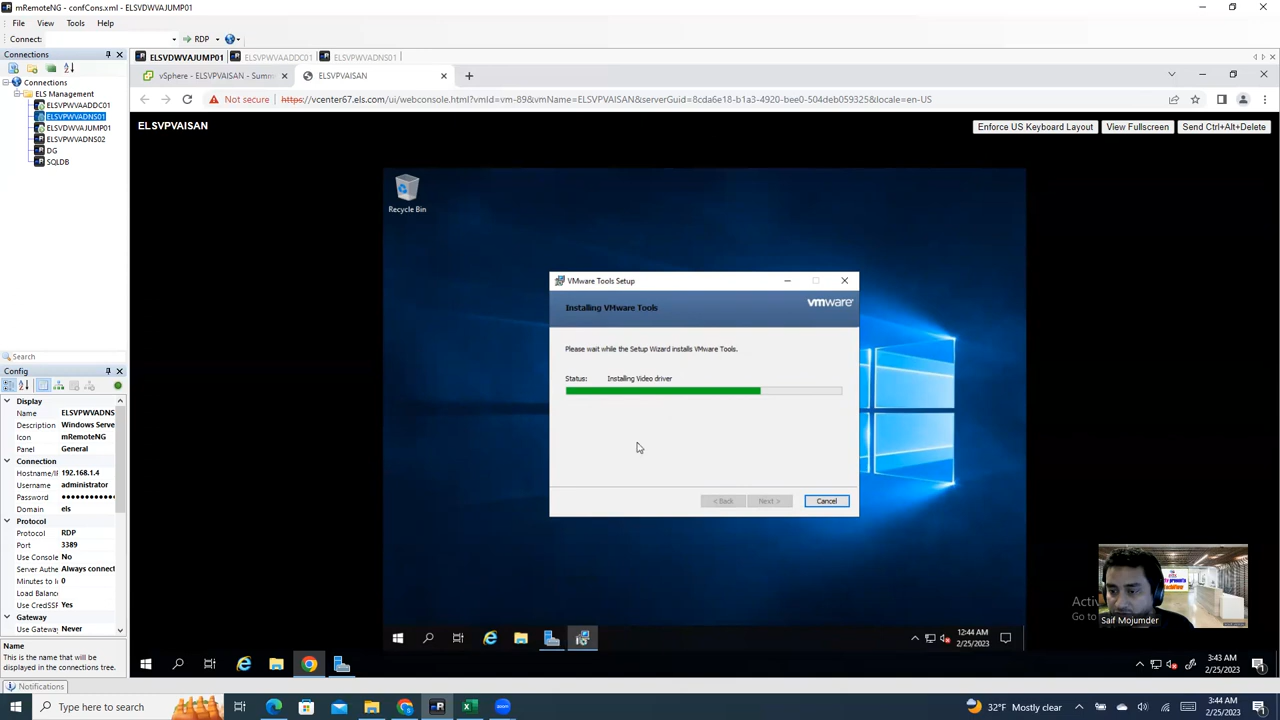 mRemoteNG - confCons.xml - ELSVDWVAJUMP01
File View Tools Help
Connect: RDP
Connections
ELSVDWVAJUMP01 ELSVPWVAADDC01 ELSVPWVADNS01
vSphere - ELSVPVAISAN - Summ ELSVPVAISAN
Not secure https://vcenter67.els.com/ui/webconsole.html?vmId=vm-89&vmName=ELSVPVAISAN&serverGuid=8cda6e18-11a3-4920-bee0-504deb059325&locale=en-US
Connections
ELS Management
ELSVPWVAADDC01
ELSVPWVADNS01
ELSVDWVAJUMP01
ELSVPWVADNS02
DG
SQLDB
ELSVPVAISAN
Enforce US Keyboard Layout View Fullscreen Send Ctrl+Alt+Delete
Recycle Bin
VMware Tools Setup
Installing VMware Tools
vmware
Please wait while the Setup Wizard installs VMware Tools.
Status: Installing Video driver
< Back Next > Cancel
Search
Config
Display
Name ELSVPWVADNS
Description Windows Serve
Icon mRemoteNG
Panel General
Connection
Hostname/I 192.168.1.4
Username administrator
Password ●●●●●●●●●●●
Domain els
Protocol
Protocol RDP
Port 3389
Use Console No
Server Authe Always connect
Minutes to I 0
Load Balance
Use CredSSP Yes
Gateway
Use Gateway Never
Name
This is the name that will be
displayed in the connections tree.
Notifications
12:44 AM
2/25/2023
Activ
Go to
Saif Mojumder
3:43 AM
2/25/2023
Type here to search
32°F Mostly clear
3:44 AM
2/25/2023